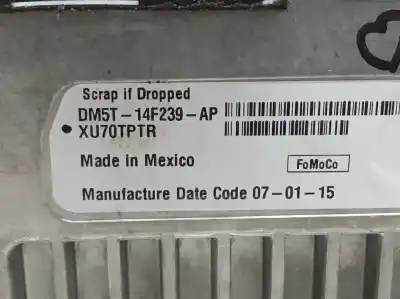 Scrap if Dropped
DM5T-14F239-AP
XU70TPTR
Made in Mexico
FoMoCo
Manufacture Date Code 07-01-15